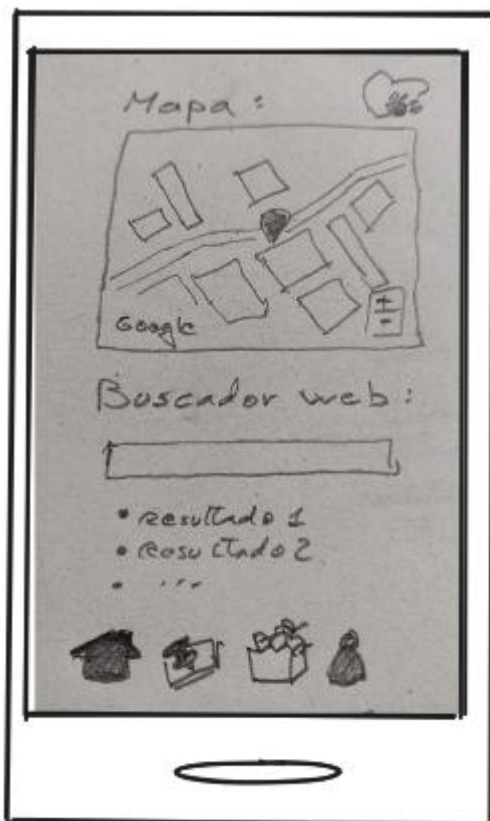 Mapa :
Google
+
-
Buscador web :
• resultado 1
• Resultado 2
• ...